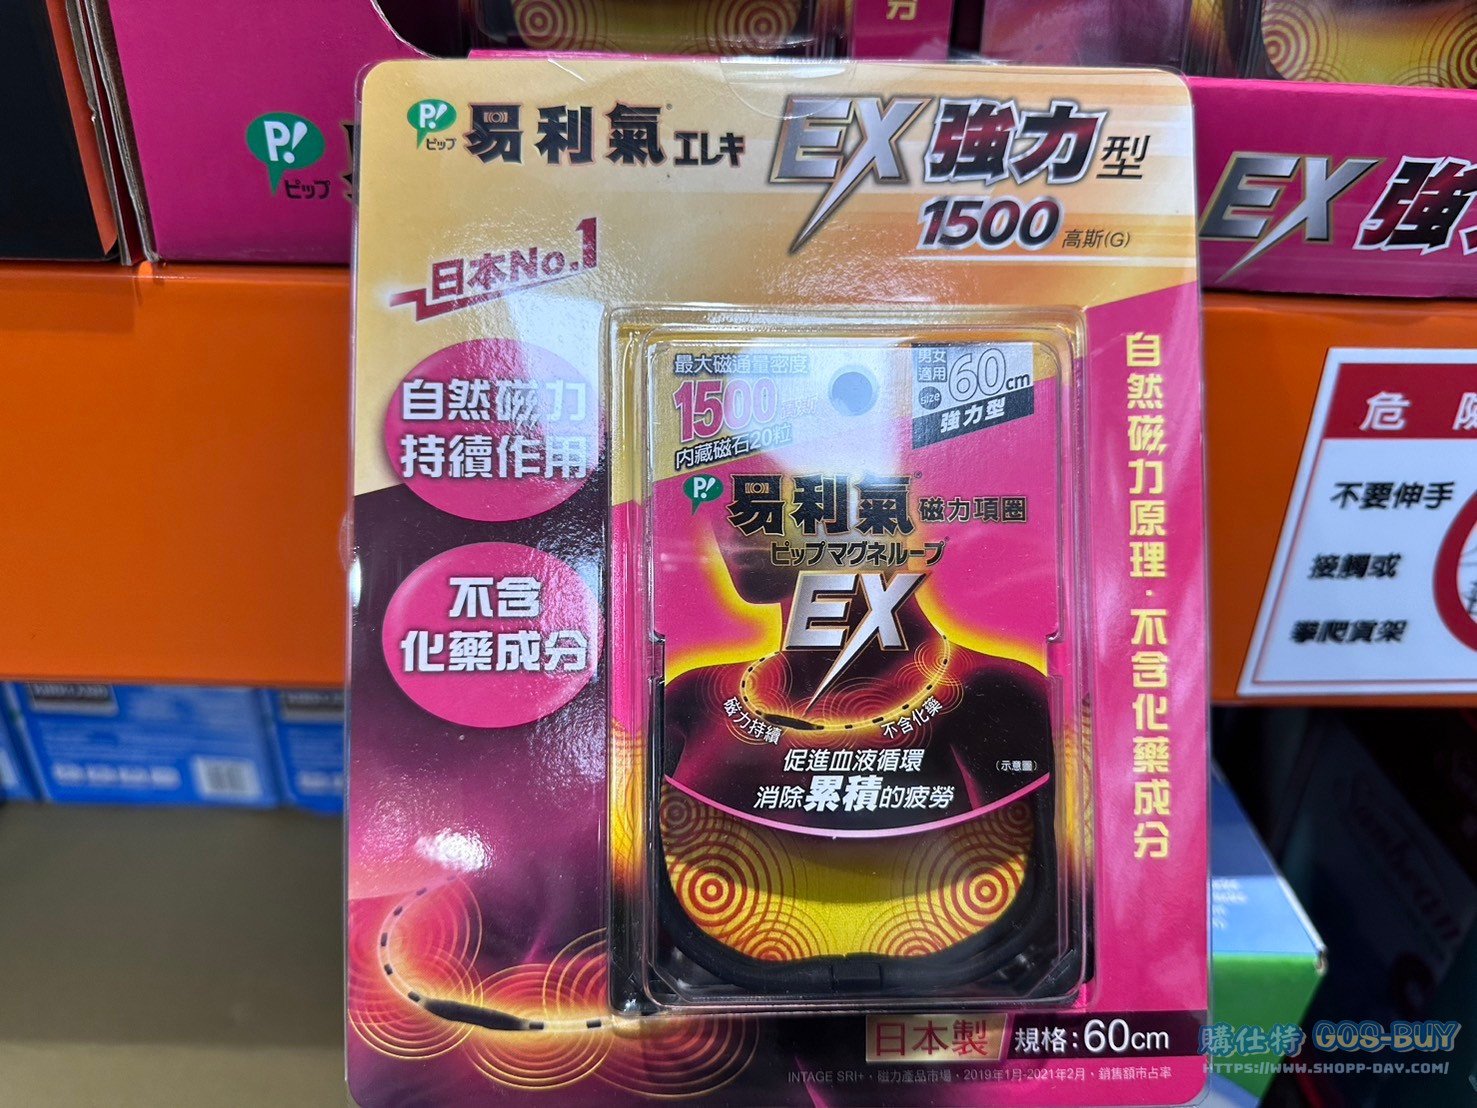 P!
ピップ
P!
ピップ
易利氣
エレキ
EX強力型
1500高斯(G)
EX
日本No.1
自然磁力
持續作用
不含
化藥成分
最大磁通量密度
1500
內藏磁石20粒
男女
適用
size
60cm
強力型
P!
易利氣
磁力項圈
ピップマグネループ
EX
磁力持續
不含化藥
促進血液循環
(示意圖)
消除累積的疲勞
自然磁力原理・不含化藥成分
日本製
規格:60cm
INTAGE SRI+・磁力產品市場・2019年1月-2021年2月・銷售額市占率
危
不要伸手
接觸或
攀爬貨架
購仕特 GOS-BUY
HTTPS://WWW.SHOPP-DAY.COM/